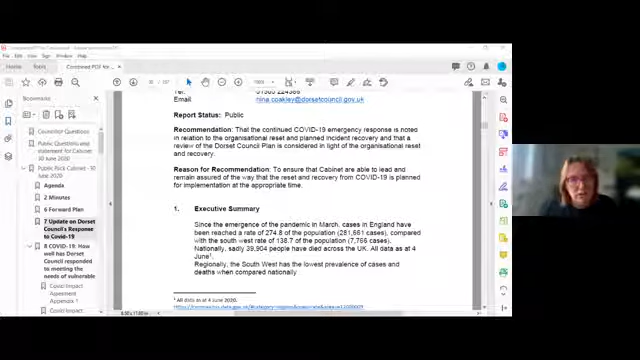 Home
Tools
Combined PDF for ...
Bookmarks
Councillor Questions
Public Questions and
statement for Cabinet -
30 June 2020
Public Pack Cabinet - 30
June 2020
Agenda
2 Minutes
6 Forward Plan
7 Update on Dorset
Council's Response
to Covid-19
8 COVID-19: How
well has Dorset
Council responded
to meeting the
needs of vulnerable
Could Impact
Could Impact
Tel:
Email: nina.coakley@dorsetcouncil.gov.uk
Report Status: Public
Recommendation: That the continued COVID-19 emergency response is noted
in relation to the organisational reset and planned incident recovery and that a
review of the Dorset Council Plan is considered in light of the organisational reset
and recovery.
Reason for Recommendation: To ensure that Cabinet are able to lead and
remain assured of the way that the reset and recovery from COVID-19 is planned
for implementation at the appropriate time.
1. Executive Summary
Since the emergence of the pandemic in March, cases in England have
been reached a rate of 274.8 of the population (281,661 cases), compared
with the south west rate of 138.7 of the population (7,766 cases).
Nationally, sadly 39,904 people have died across the UK. All data as at 4
June¹.
Regionally, the South West has the lowest prevalence of cases and
deaths when compared nationally
¹ All data as at 4 June 2020.